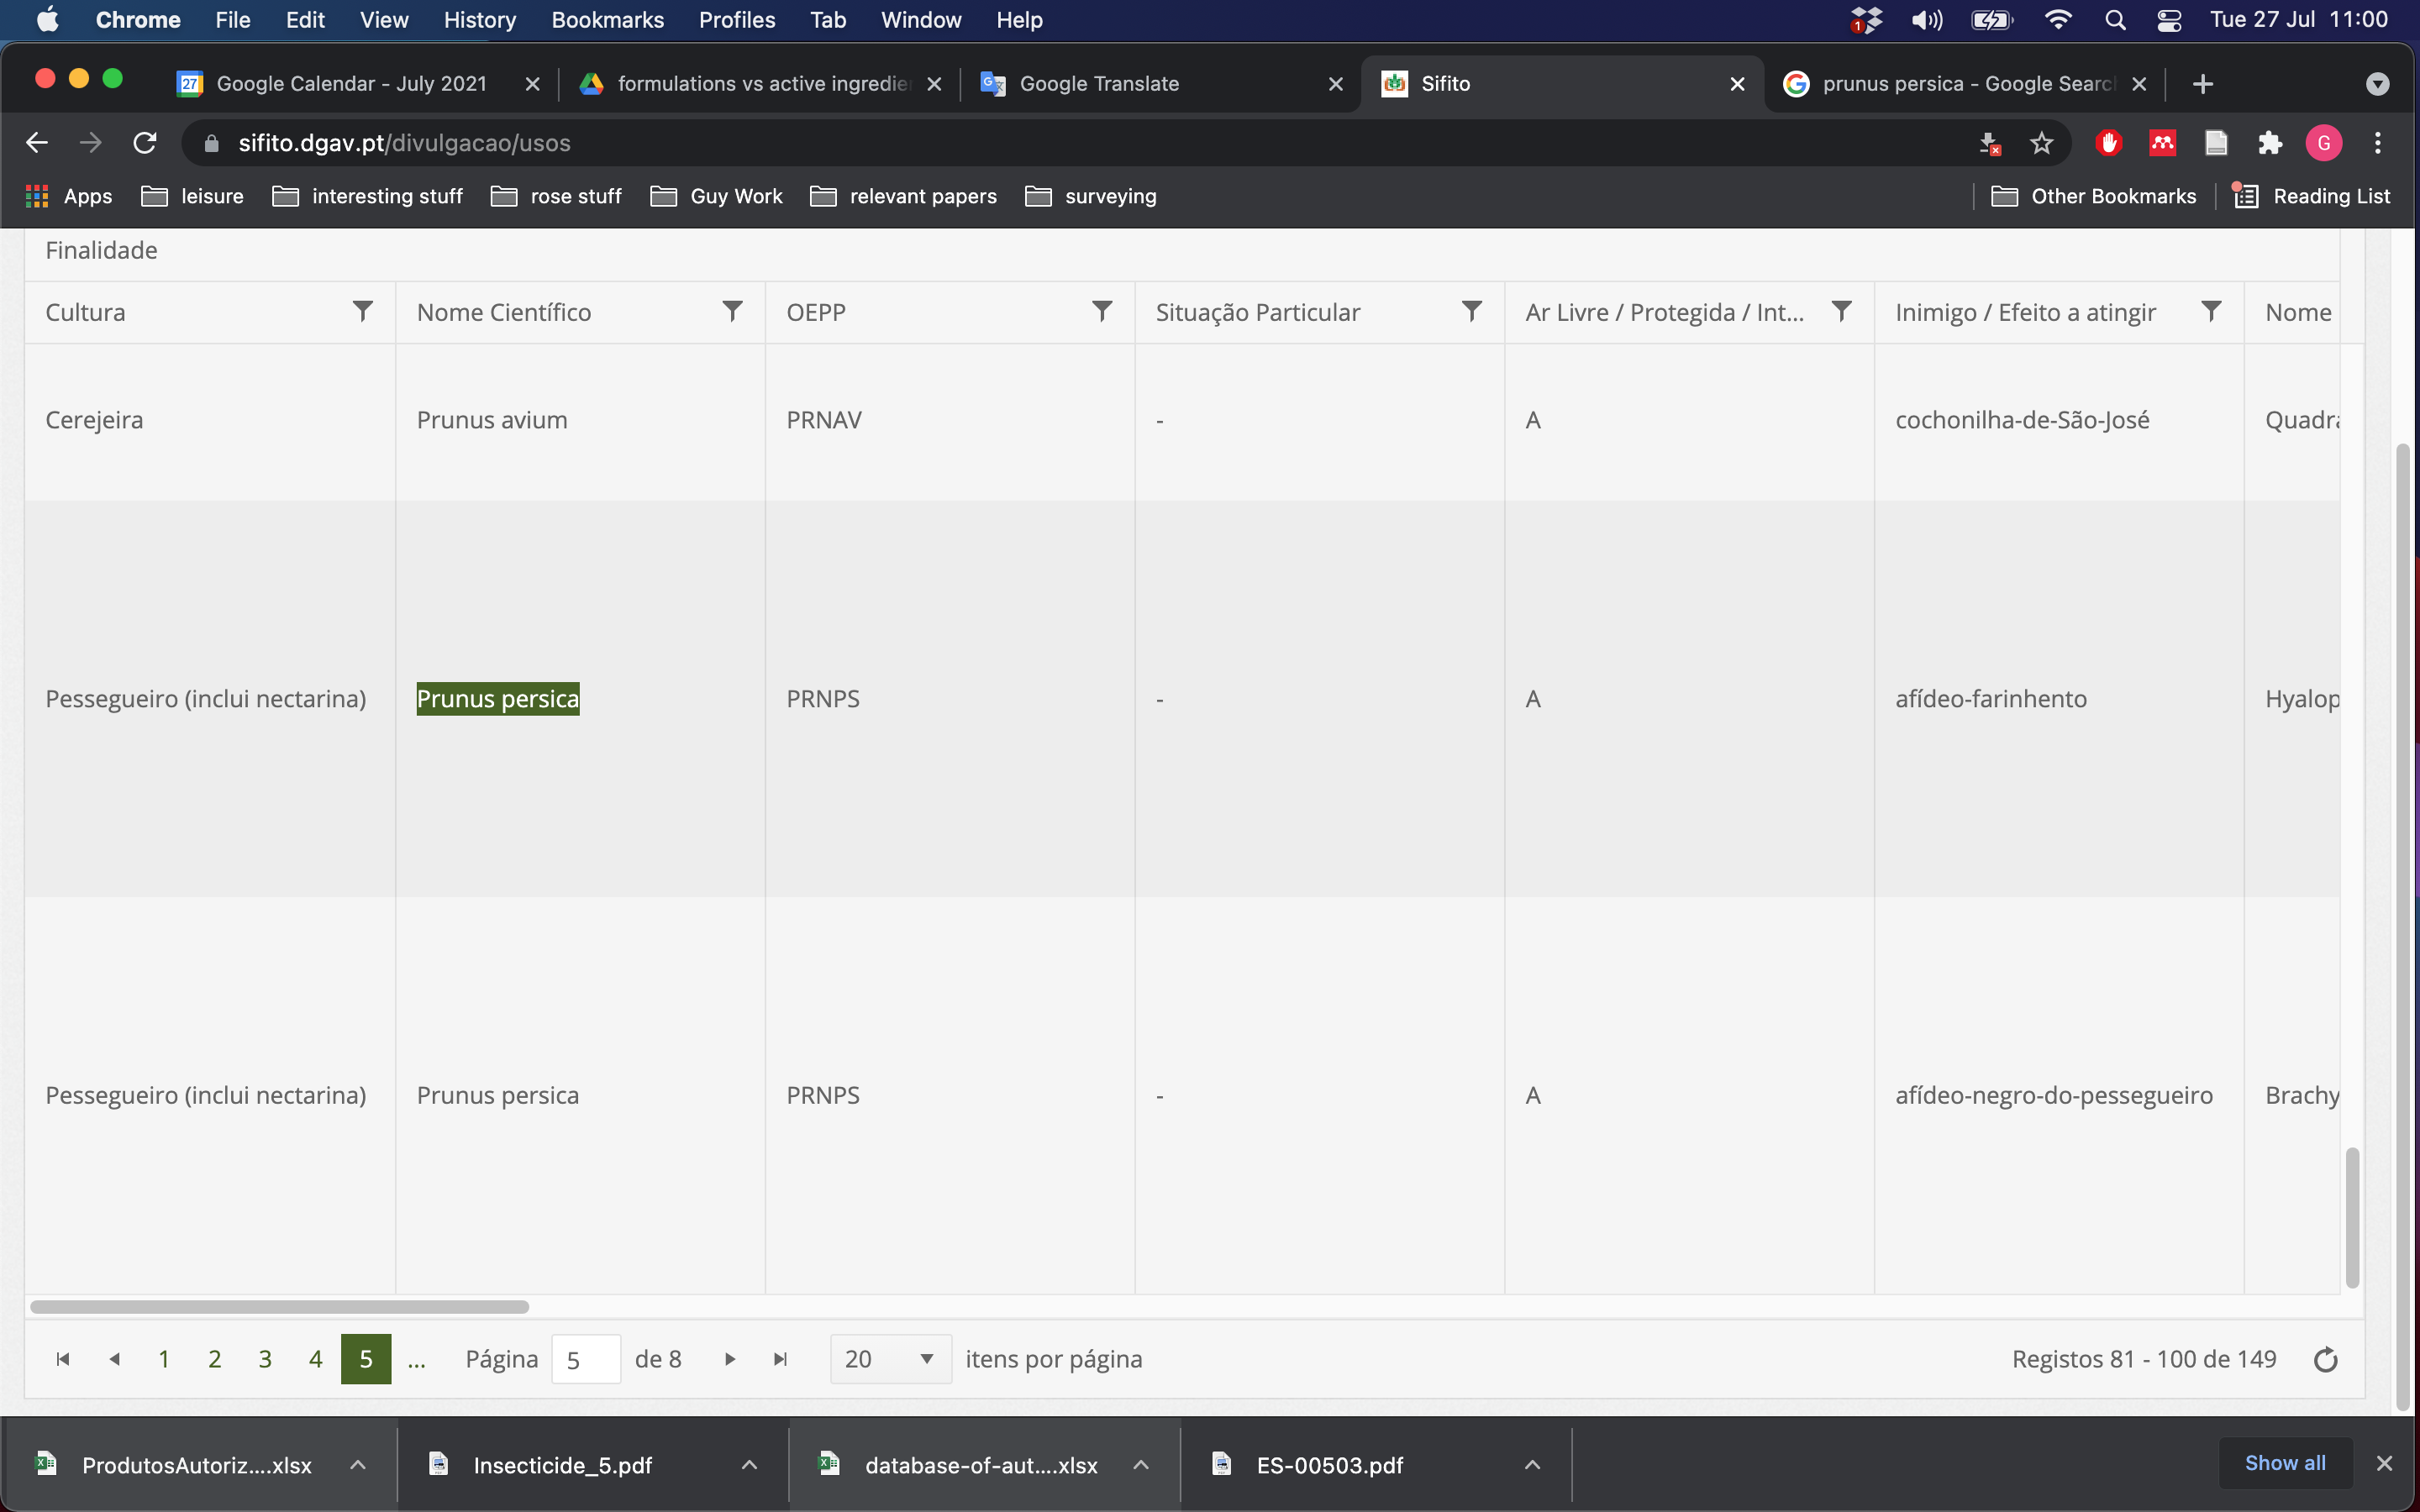 Chrome File Edit View History Bookmarks Profiles Tab Window Help 1 Tue 27 Jul 11:00
27 Google Calendar - July 2021 formulations vs active ingredie Google Translate Sifito prunus persica - Google Searc
sifito.dgav.pt/divulgacao/usos G
Apps leisure interesting stuff rose stuff Guy Work relevant papers surveying Other Bookmarks Reading List
Finalidade
Cultura Nome Científico OEPP Situação Particular Ar Livre / Protegida / Int... Inimigo / Efeito a atingir Nome
Cerejeira Prunus avium PRNAV - A cochonilha-de-São-José Quadra
Pessegueiro (inclui nectarina) Prunus persica PRNPS - A afídeo-farinhento Hyalop
Pessegueiro (inclui nectarina) Prunus persica PRNPS - A afídeo-negro-do-pessegueiro Brachy
1 2 3 4 5 ... Página 5 de 8 20 itens por página Registos 81 - 100 de 149
ProdutosAutoriz....xlsx Insecticide_5.pdf database-of-aut....xlsx ES-00503.pdf Show all